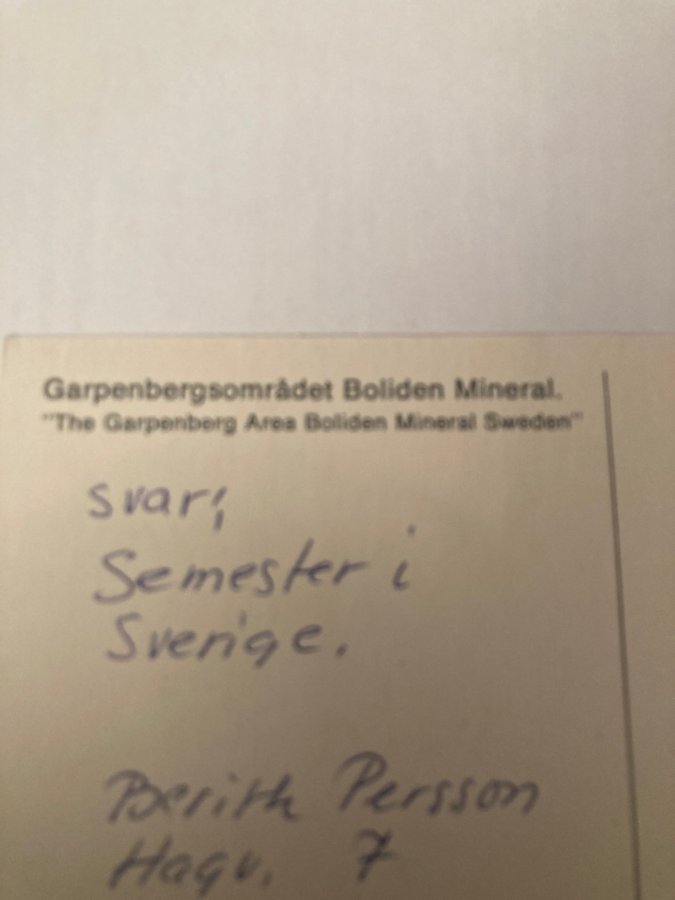 Garpenbergsområdet Boliden Mineral.
"The Garpenberg Area Boliden Mineral Sweden"
svar;
Semester i
Sverige.
Berith Persson
Hagv. 7